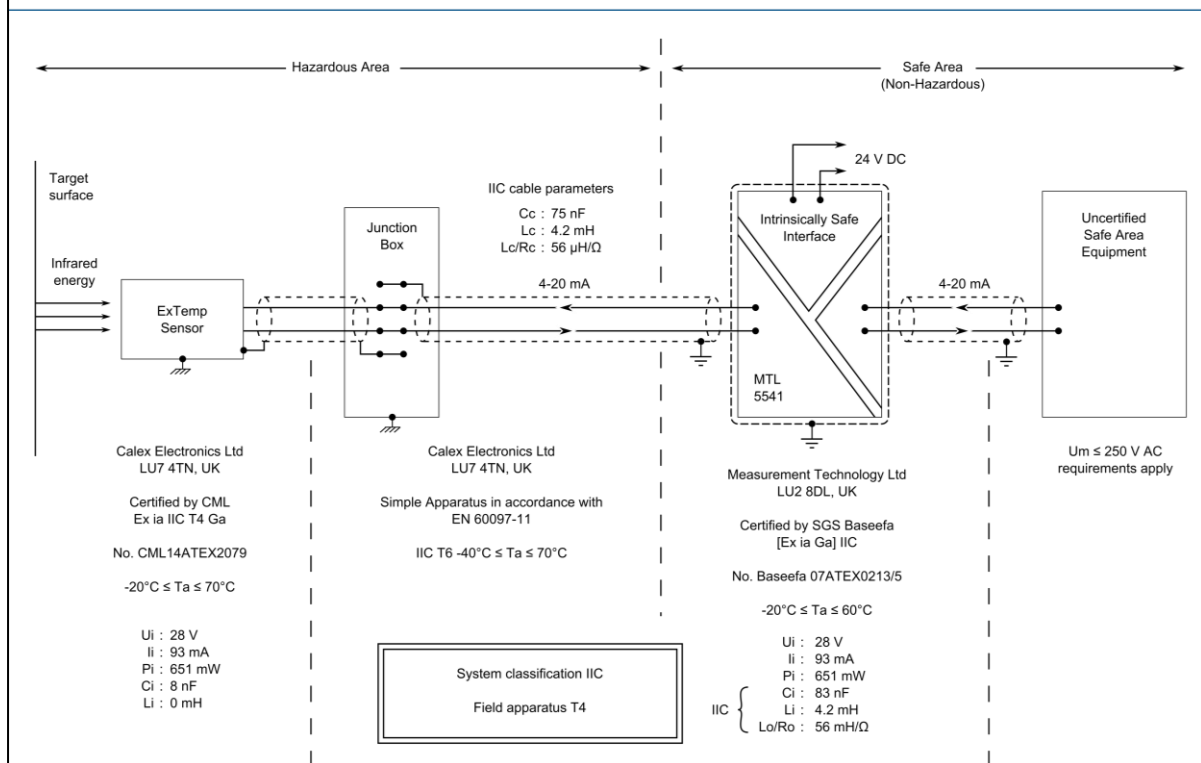 Hazardous Area
Safe Area
(Non-Hazardous)
Target
surface
Infrared
energy
ExTemp
Sensor
Junction
Box
IIC cable parameters
Cc : 75 nF
Lc : 4.2 mH
Lc/Rc : 56 μH/Ω
4-20 mA
24 V DC
Intrinsically Safe
Interface
MTL
5541
4-20 mA
Uncertified
Safe Area
Equipment
Calex Electronics Ltd
LU7 4TN, UK
Certified by CML
Ex ia IIC T4 Ga
No. CML14ATEX2079
-20°C ≤ Ta ≤ 70°C
Ui : 28 V
Ii : 93 mA
Pi : 651 mW
Ci : 8 nF
Li : 0 mH
Calex Electronics Ltd
LU7 4TN, UK
Simple Apparatus in accordance with
EN 60097-11
IIC T6 -40°C ≤ Ta ≤ 70°C
System classification IIC
Field apparatus T4
Measurement Technology Ltd
LU2 8DL, UK
Certified by SGS Baseefa
[Ex ia Ga] IIC
No. Baseefa 07ATEX0213/5
-20°C ≤ Ta ≤ 60°C
Ui : 28 V
Ii : 93 mA
Pi : 651 mW
IIC
Ci : 83 nF
Li : 4.2 mH
Lo/Ro : 56 mH/Ω
Um ≤ 250 V AC
requirements apply